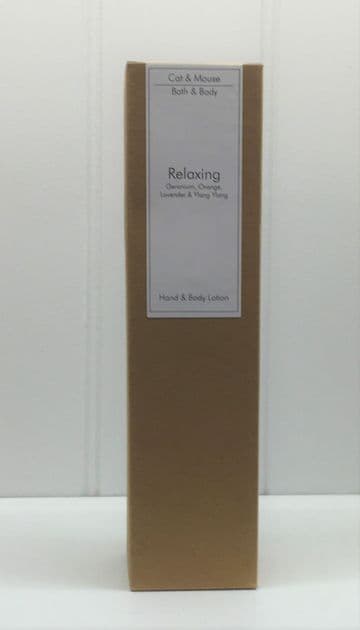 Cat & Mouse
Bath & Body
Relaxing
Geranium, Orange,
Lavender & Ylang Ylang
Hand & Body Lotion